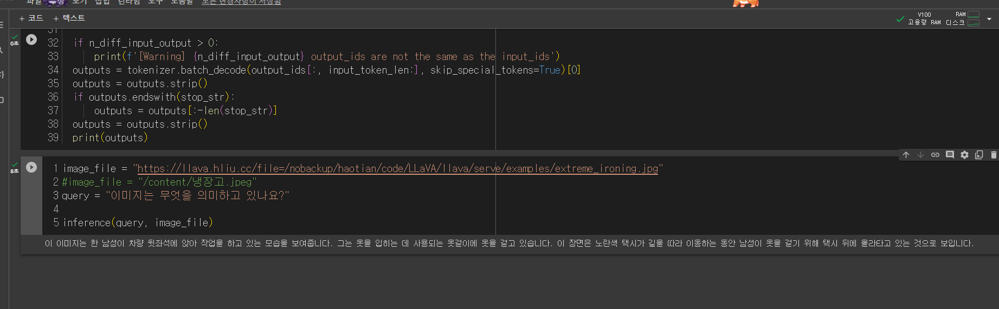 파일 수정 보기 삽입 런타임 도구 도움말 모든 변경사항이 저장됨
+ 코드 + 텍스트
V100 RAM
고용량 RAM 디스크
0초
31
32 if n_diff_input_output > 0:
33 print(f'[Warning] {n_diff_input_output} output_ids are not the same as the input_ids')
34 outputs = tokenizer.batch_decode(output_ids[:, input_token_len:], skip_special_tokens=True)[0]
35 outputs = outputs.strip()
36 if outputs.endswith(stop_str):
37 outputs = outputs[:-len(stop_str)]
38 outputs = outputs.strip()
39 print(outputs)
8초
1 image_file = "https://llava.hliu.cc/file=/nobackup/haotian/code/LLaVA/llava/serve/examples/extreme_ironing.jpg"
2 #image_file = "/content/냉장고.jpeg"
3 query = "이미지는 무엇을 의미하고 있나요?"
4
5 inference(query, image_file)
이 이미지는 한 남성이 차량 뒷좌석에 앉아 작업을 하고 있는 모습을 보여줍니다. 그는 옷을 입히는 데 사용되는 옷걸이에 옷을 걸고 있습니다. 이 장면은 노란색 택시가 길을 따라 이동하는 동안 남성이 옷을 걸기 위해 택시 뒤에 올라타고 있는 것으로 보입니다.